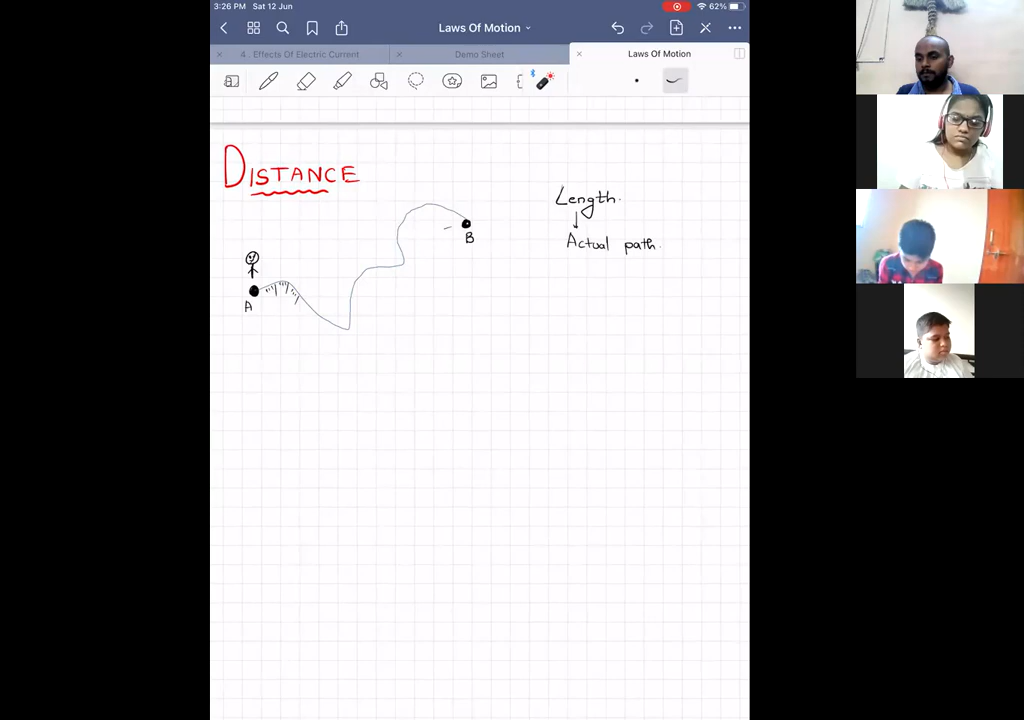 3:26 PM Sat 12 Jun
62%
Laws Of Motion
4 . Effects Of Electric Current
Demo Sheet
Laws Of Motion
DISTANCE
Length.
Actual path.
A
B